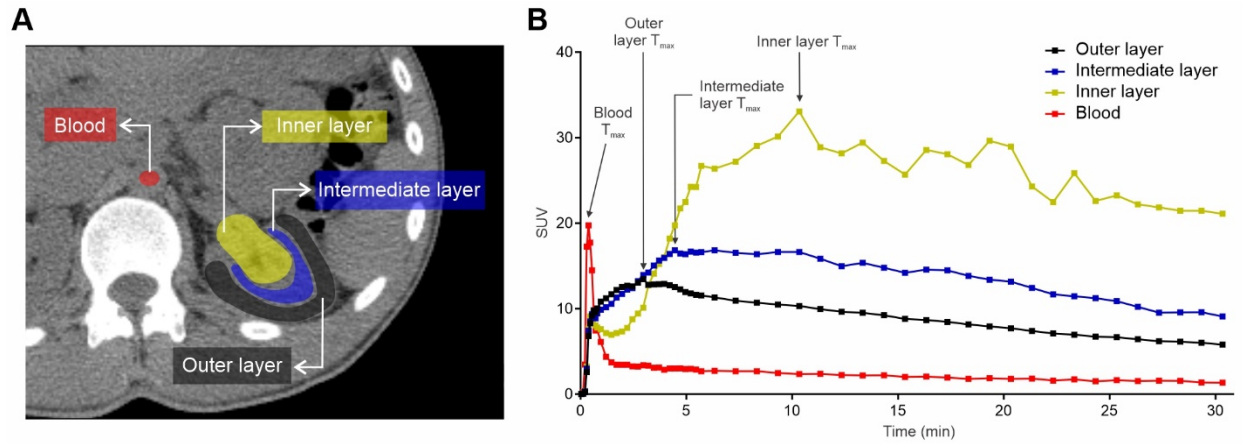 A
Blood
Inner layer
Intermediate layer
Outer layer
B
Outer
layer Tmax
Inner layer Tmax
Intermediate
layer Tmax
Blood
Tmax
Outer layer
Intermediate layer
Inner layer
Blood
SUV
40
30
20
10
0
0
5
10
15
20
25
30
Time (min)